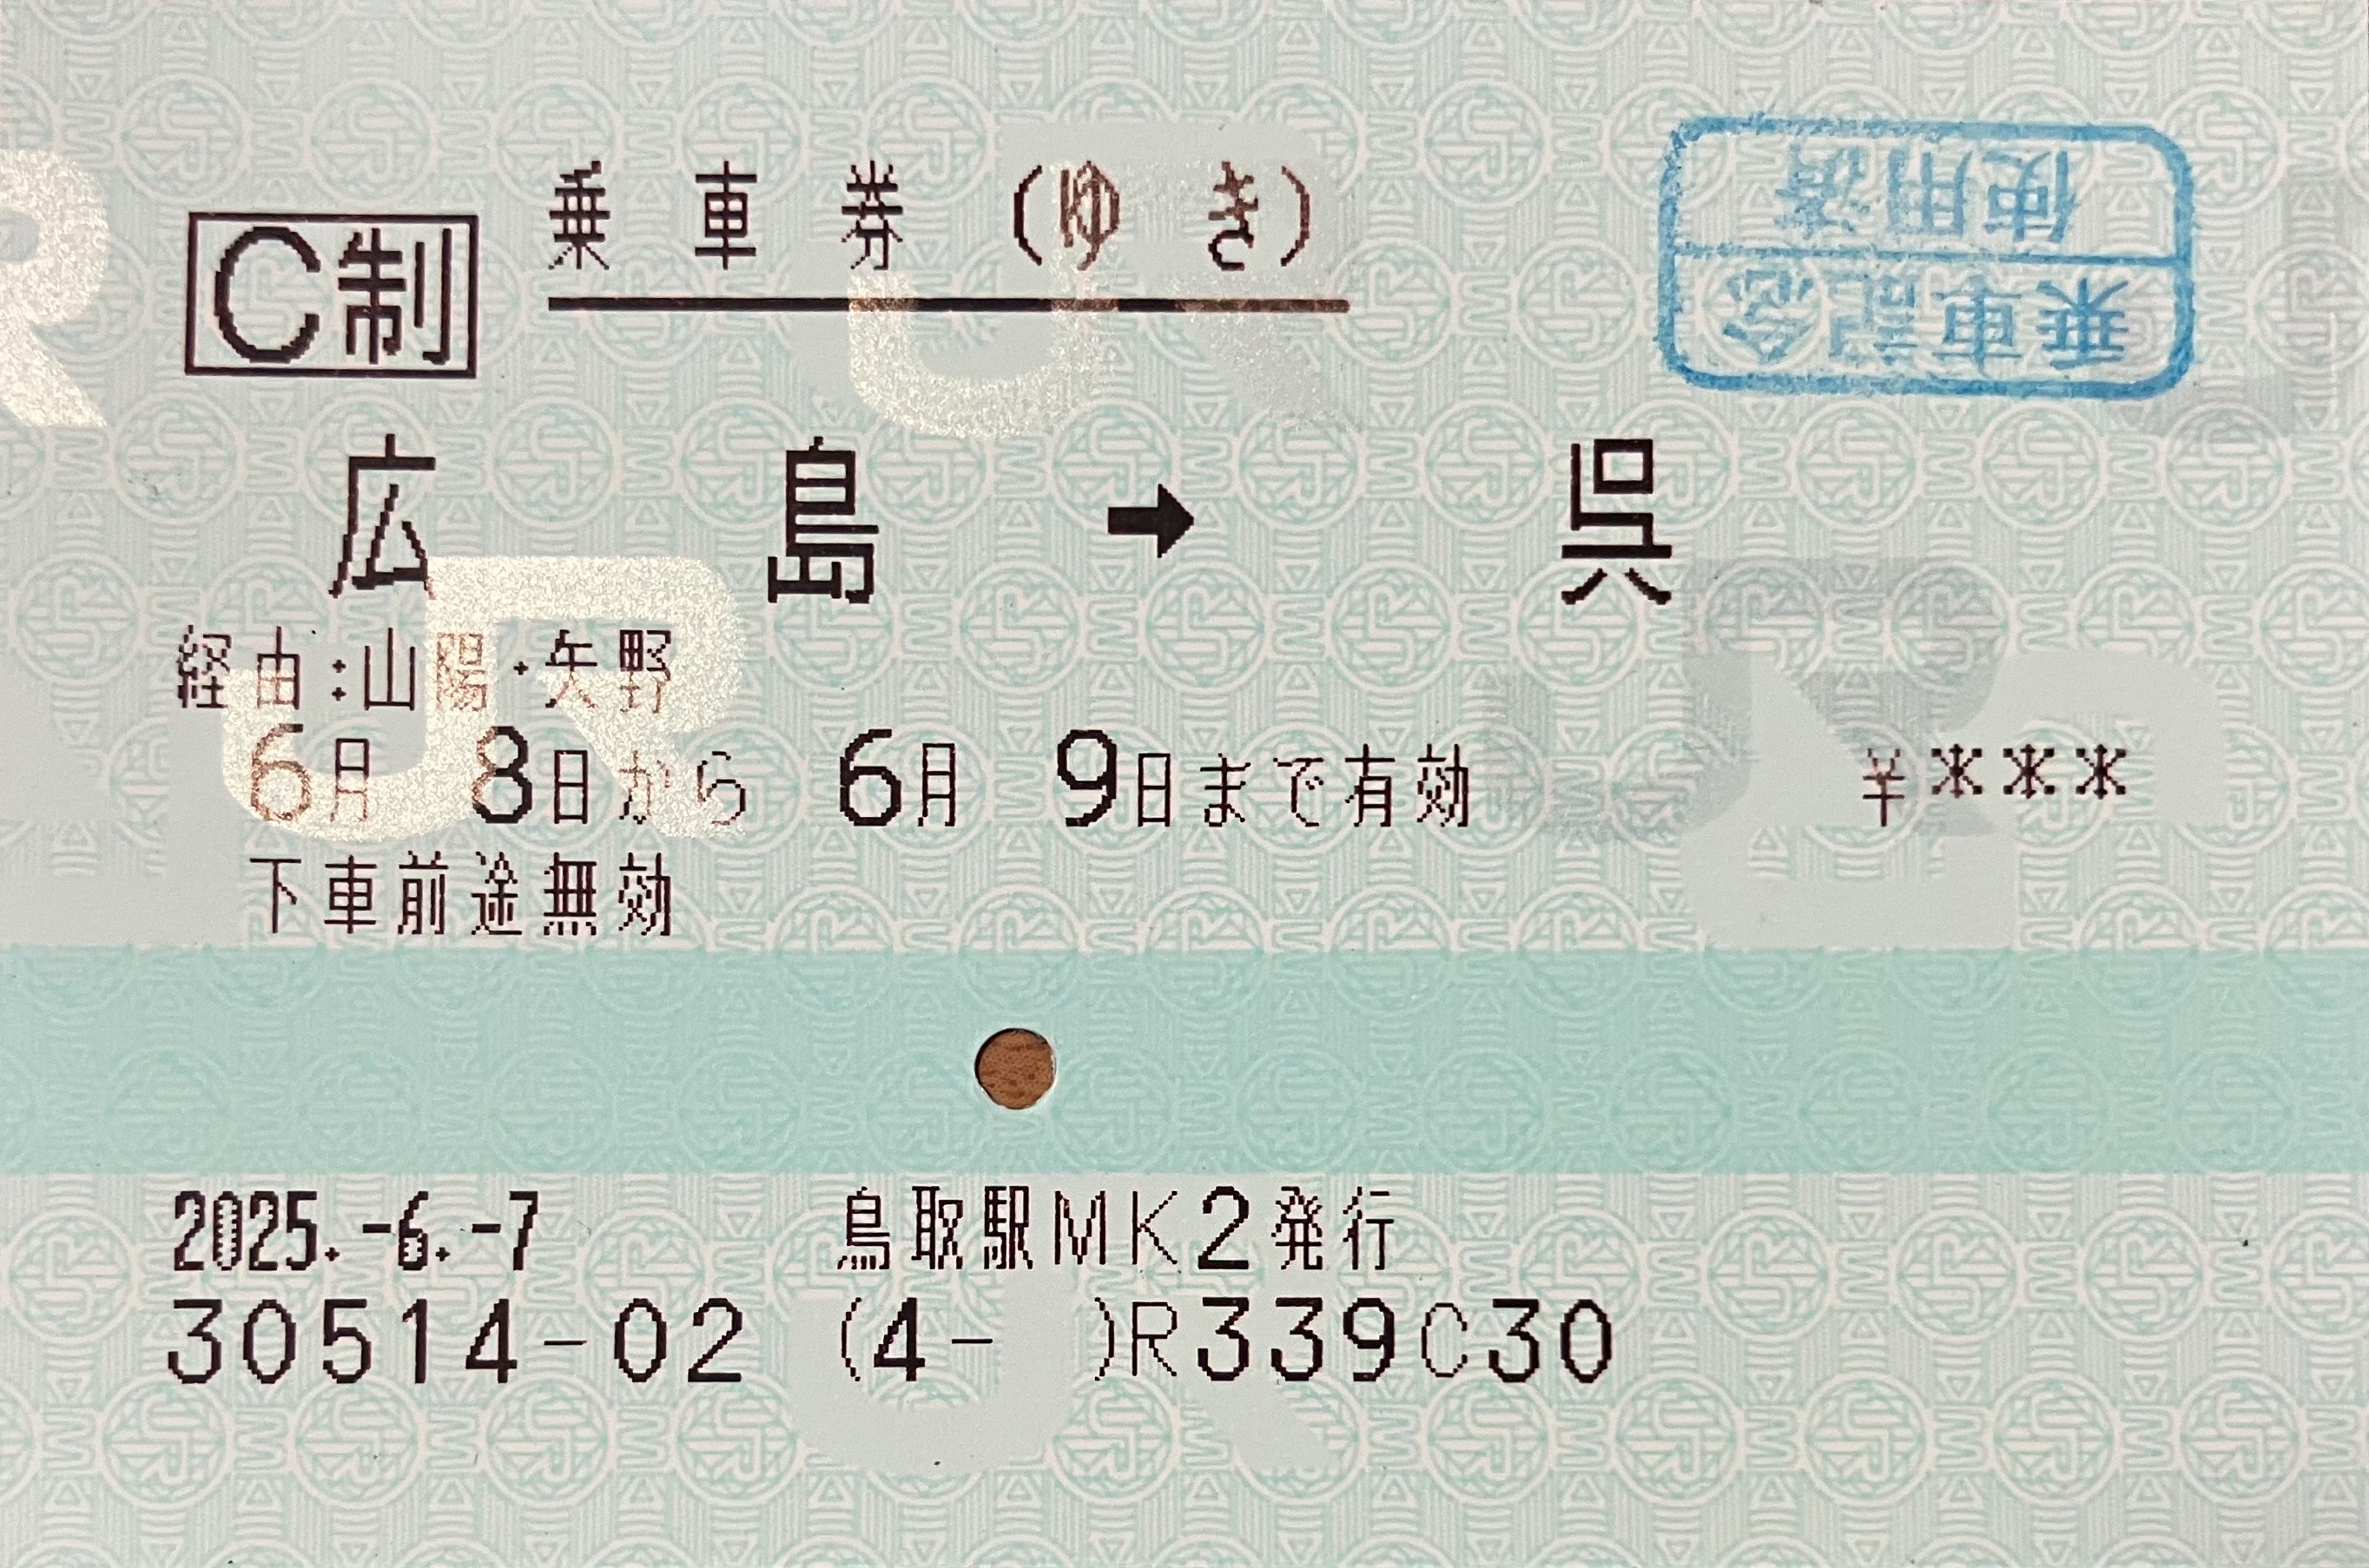 C制 乗車券(ゆき)
使用済
乗車記念
広島 → 呉
経由:山陽・矢野
6月 8日から 6月 9日まで有効 ¥***
下車前途無効
2025.-6.-7 鳥取駅MK2発行
30514-02 (4- )R339C30